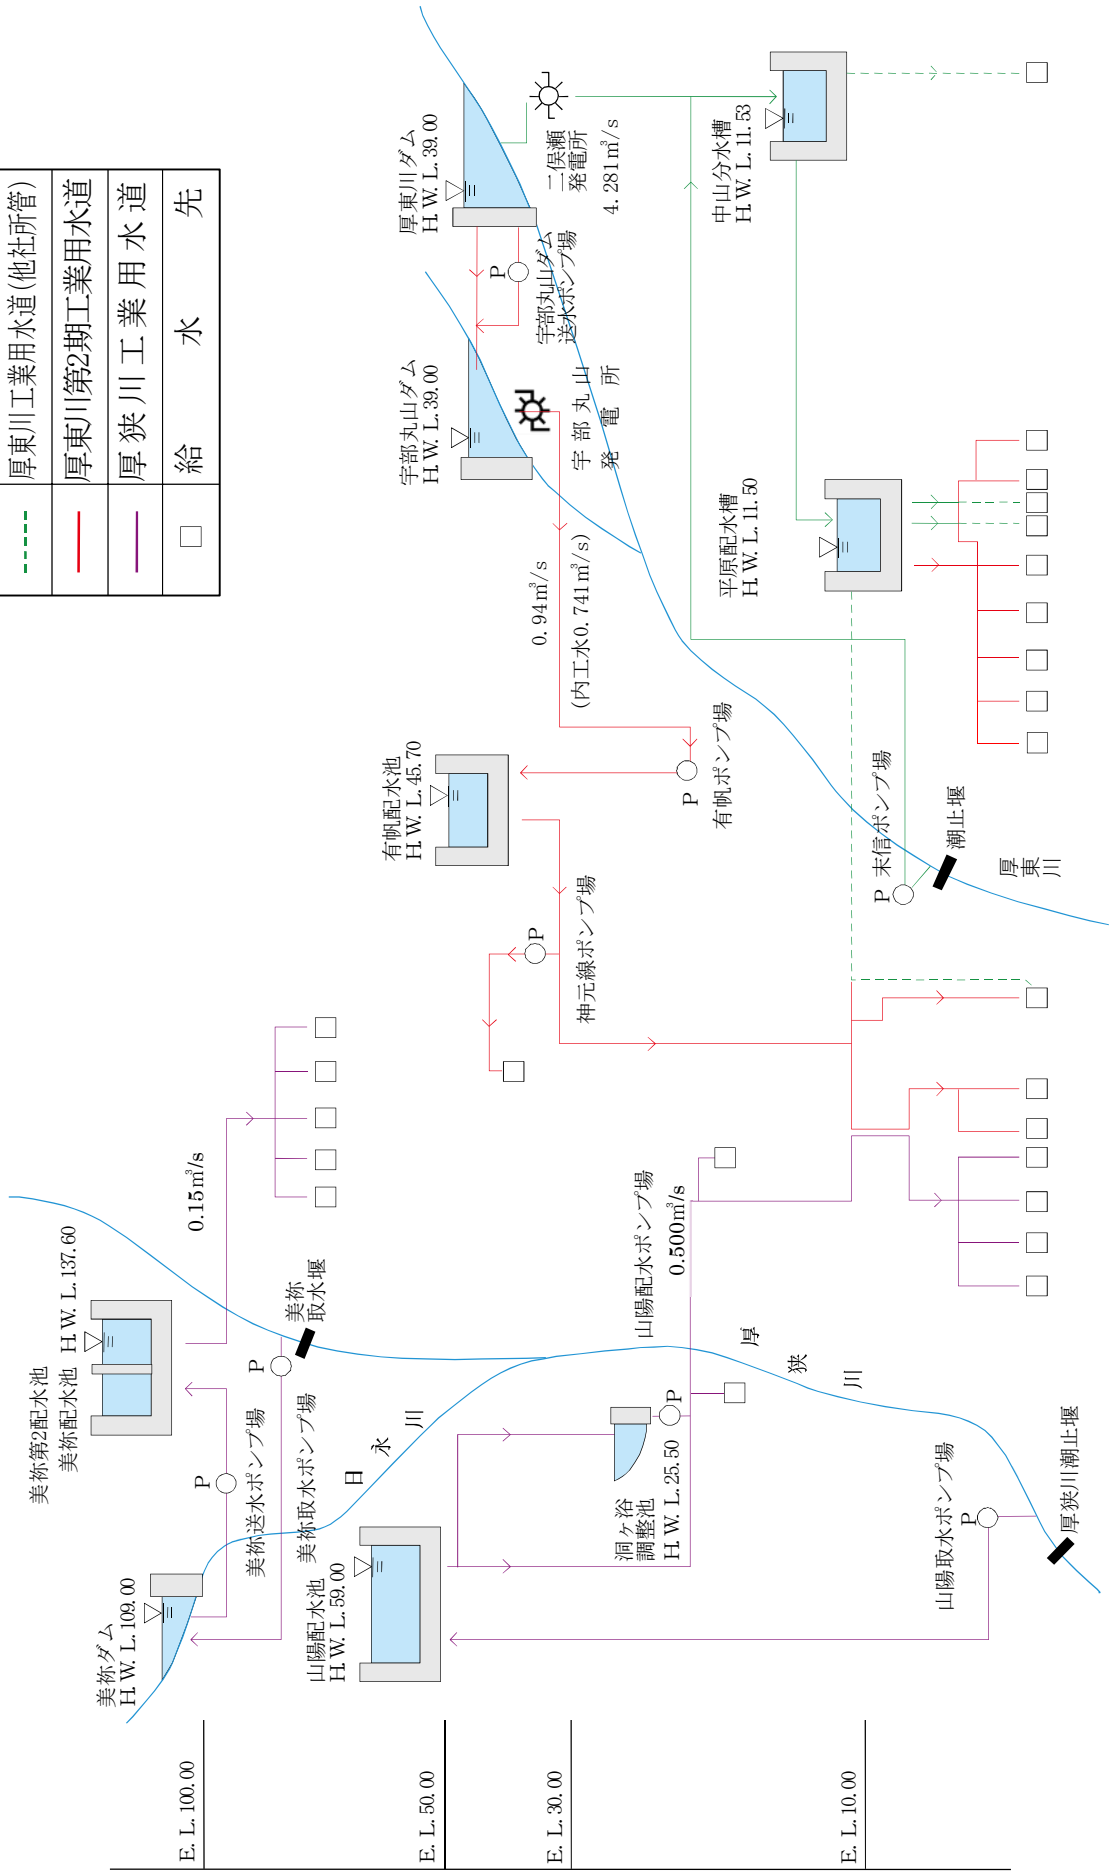 厚東川工業用水道(他社所管)
厚東川第2期工業用水道
厚狭川工業用水道
給水先
厚東川ダム
H.W.L.39.00
二俣瀬
発電所
4.281m³/s
中山分水槽
H.W.L.11.53
P
宇部丸山ダム
送水ポンプ場
宇部丸山ダム
H.W.L.39.00
宇部丸山
発電所
0.94m³/s
(内工水0.741m³/s)
平原配水槽
H.W.L.11.50
有帆配水池
H.W.L.45.70
P
有帆ポンプ場
P
末信ポンプ場
潮止堰
厚東川
P
神元線ポンプ場
0.15m³/s
美祢第2配水池
美祢配水池 H.W.L.137.60
P
美祢
取水堰
P
美祢送水ポンプ場
美祢取水ポンプ場
日永川
美祢ダム
H.W.L.109.00
山陽配水池
H.W.L.59.00
山陽配水ポンプ場
0.500m³/s
P
洞ヶ浴
調整池
H.W.L.25.50
厚狭川
山陽取水ポンプ場
P
厚狭川潮止堰
E.L.100.00
E.L.50.00
E.L.30.00
E.L.10.00